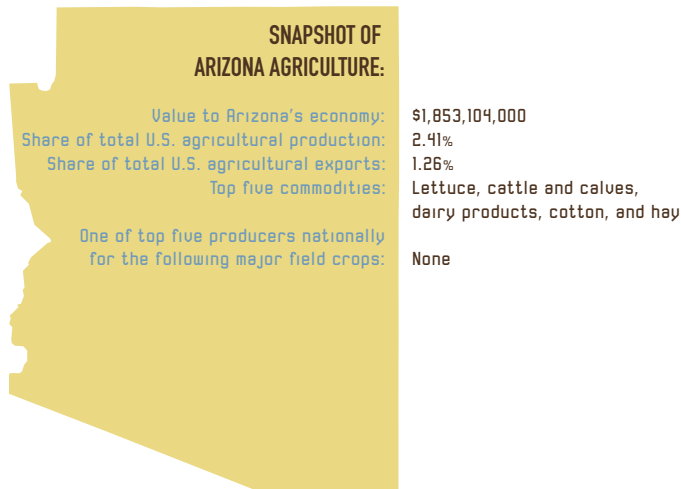 SNAPSHOT OF
ARIZONA AGRICULTURE:
Value to Arizona's economy: $1,853,104,000
Share of total U.S. agricultural production: 2.41%
Share of total U.S. agricultural exports: 1.26%
Top five commodities: Lettuce, cattle and calves,
dairy products, cotton, and hay
One of top five producers nationally
for the following major field crops: None